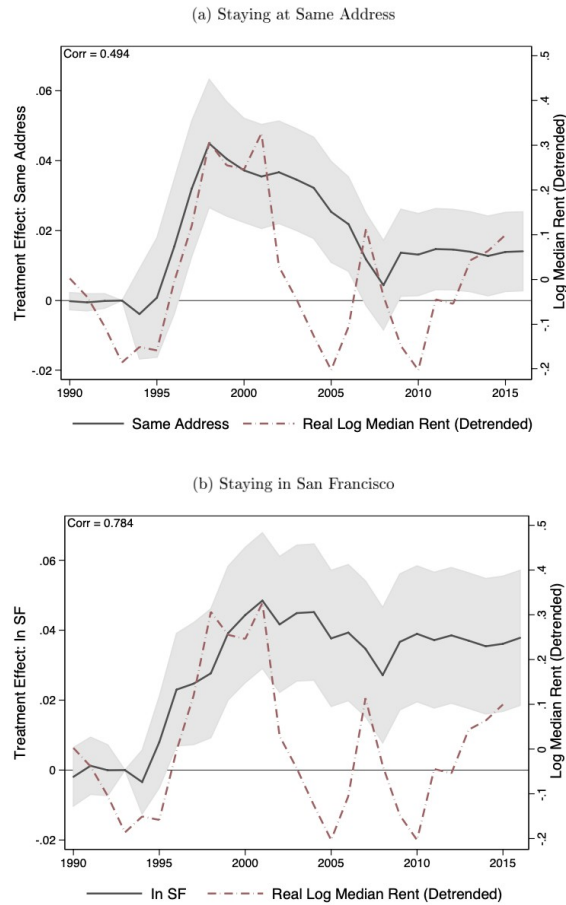 (a) Staying at Same Address
Corr = 0.494
Treatment Effect: Same Address
.06
.04
.02
0
-.02
Log Median Rent (Detrended)
.5
.4
.3
.2
.1
0
-.1
-.2
1990 1995 2000 2005 2010 2015
Same Address Real Log Median Rent (Detrended)
(b) Staying in San Francisco
Corr = 0.784
Treatment Effect: In SF
.06
.04
.02
0
-.02
Log Median Rent (Detrended)
.5
.4
.3
.2
.1
0
-.1
-.2
1990 1995 2000 2005 2010 2015
In SF Real Log Median Rent (Detrended)